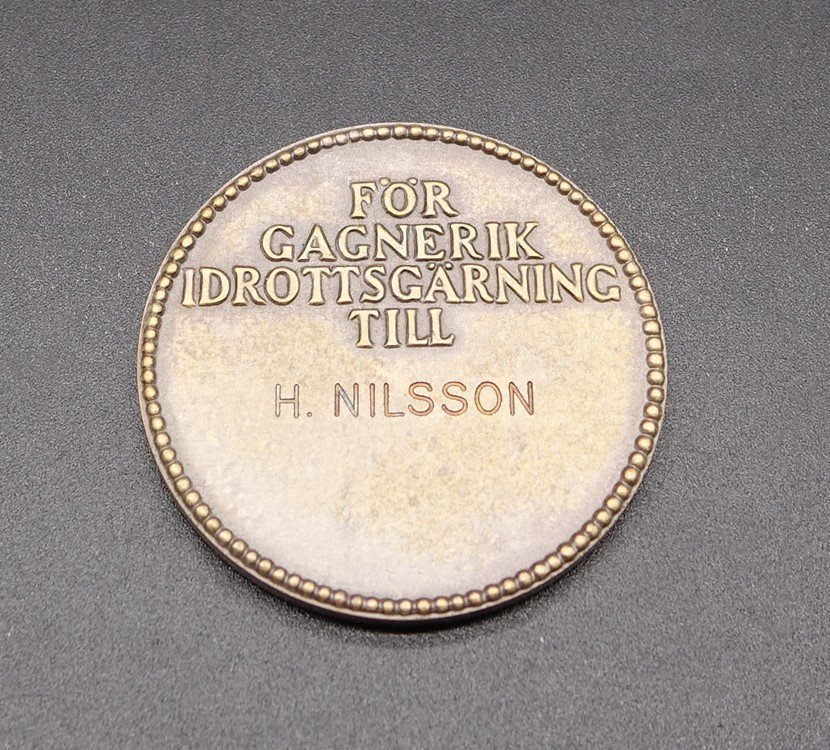 FÖR
GAGNERIK
IDROTTSGÄRNING
TILL
H. NILSSON